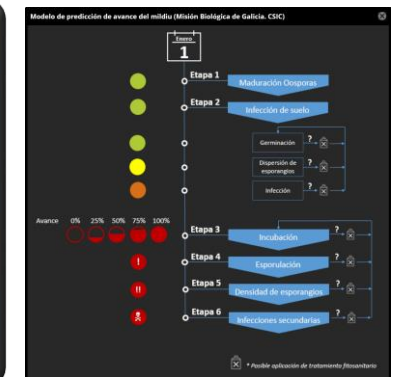 Modelo de predicción de avance del mildiu (Misión Biológica de Galicia. CSIC)
Enero
1
Etapa 1
Maduración Oosporas
Etapa 2
Infección de suelo
Germinación ?
Dispersión de esporangios ?
Infección ?
Avance 0% 25% 50% 75% 100%
Etapa 3
Incubación ?
!
Etapa 4
Esporulación ?
!!
Etapa 5
Densidad de esporangios ?
Etapa 6
Infecciones secundarias ?
* Posible aplicación de tratamiento fitosanitario